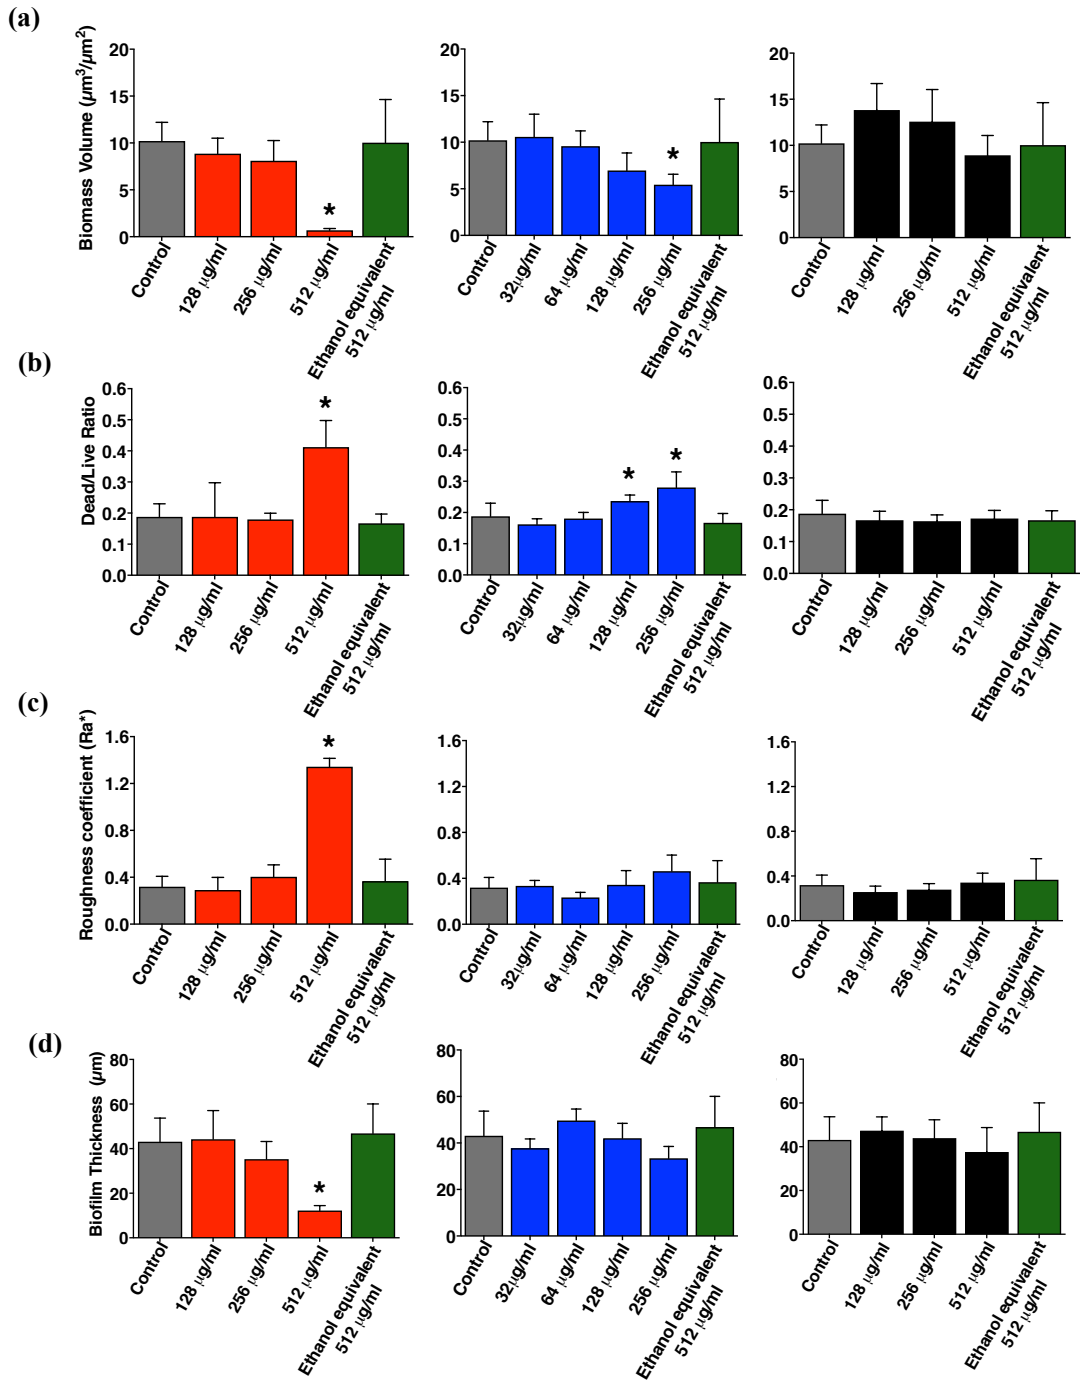 (a)
Biomass Volume (µm³/µm²)
20
15
10
5
0
*
Control
128 µg/ml
256 µg/ml
512 µg/ml
Ethanol equivalent
512 µg/ml
20
15
10
5
0
*
Control
32µg/ml
64 µg/ml
128 µg/ml
256 µg/ml
Ethanol equivalent
512 µg/ml
20
15
10
5
0
Control
128 µg/ml
256 µg/ml
512 µg/ml
Ethanol equivalent
512 µg/ml
(b)
Dead/Live Ratio
0.6
0.5
0.4
0.3
0.2
0.1
0.0
*
Control
128 µg/ml
256 µg/ml
512 µg/ml
Ethanol equivalent
512 µg/ml
0.6
0.5
0.4
0.3
0.2
0.1
0.0
*
*
Control
32µg/ml
64 µg/ml
128 µg/ml
256 µg/ml
Ethanol equivalent
512 µg/ml
0.6
0.5
0.4
0.3
0.2
0.1
0.0
Control
128 µg/ml
256 µg/ml
512 µg/ml
Ethanol equivalent
512 µg/ml
(c)
Roughness coefficient (Ra*)
1.6
1.2
0.8
0.4
0.0
*
Control
128 µg/ml
256 µg/ml
512 µg/ml
Ethanol equivalent
512 µg/ml
1.6
1.2
0.8
0.4
0.0
Control
32µg/ml
64 µg/ml
128 µg/ml
256 µg/ml
Ethanol equivalent
512 µg/ml
1.6
1.2
0.8
0.4
0.0
Control
128 µg/ml
256 µg/ml
512 µg/ml
Ethanol equivalent
512 µg/ml
(d)
Biofilm Thickness (µm)
80
60
40
20
0
*
Control
128 µg/ml
256 µg/ml
512 µg/ml
Ethanol equivalent
512 µg/ml
80
60
40
20
0
Control
32µg/ml
64 µg/ml
128 µg/ml
256 µg/ml
Ethanol equivalent
512 µg/ml
80
60
40
20
0
Control
128 µg/ml
256 µg/ml
512 µg/ml
Ethanol equivalent
512 µg/ml